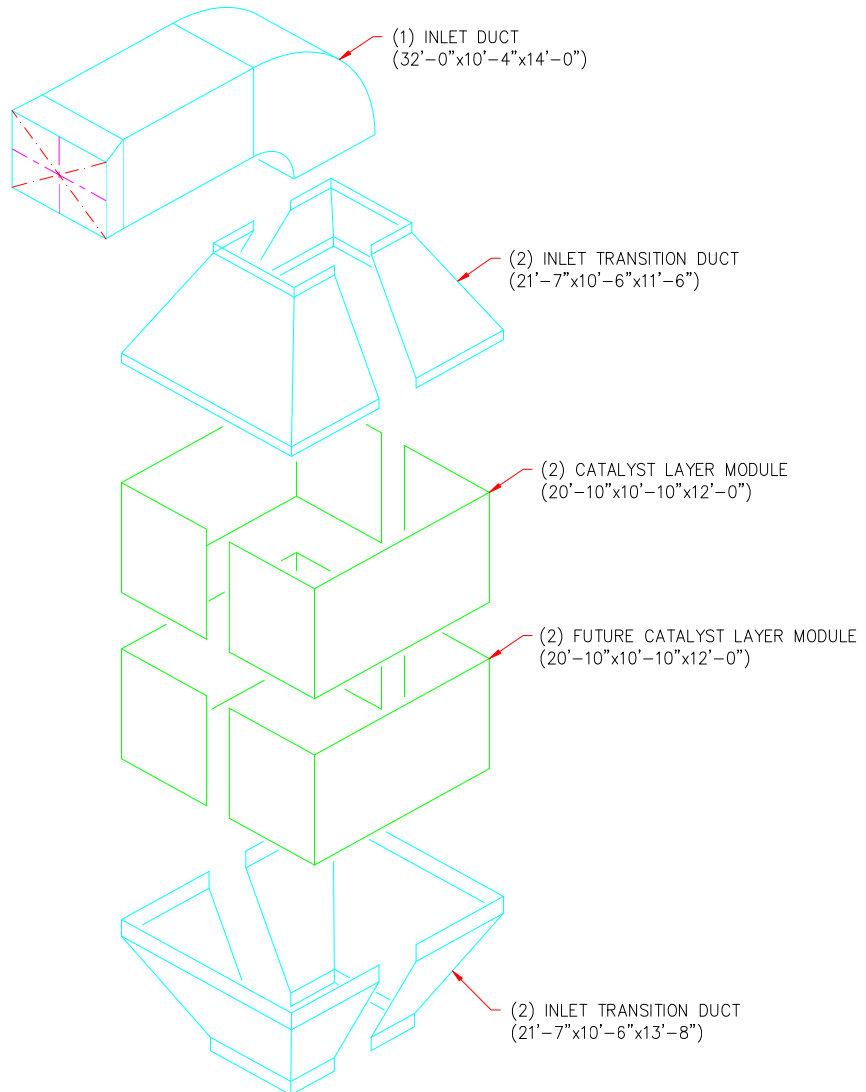 (1) INLET DUCT
(32’-0”x10’-4”x14’-0”)
(2) INLET TRANSITION DUCT
(21’-7”x10’-6”x11’-6”)
(2) CATALYST LAYER MODULE
(20’-10”x10’-10”x12’-0”)
(2) FUTURE CATALYST LAYER MODULE
(20’-10”x10’-10”x12’-0”)
(2) INLET TRANSITION DUCT
(21’-7”x10’-6”x13’-8”)